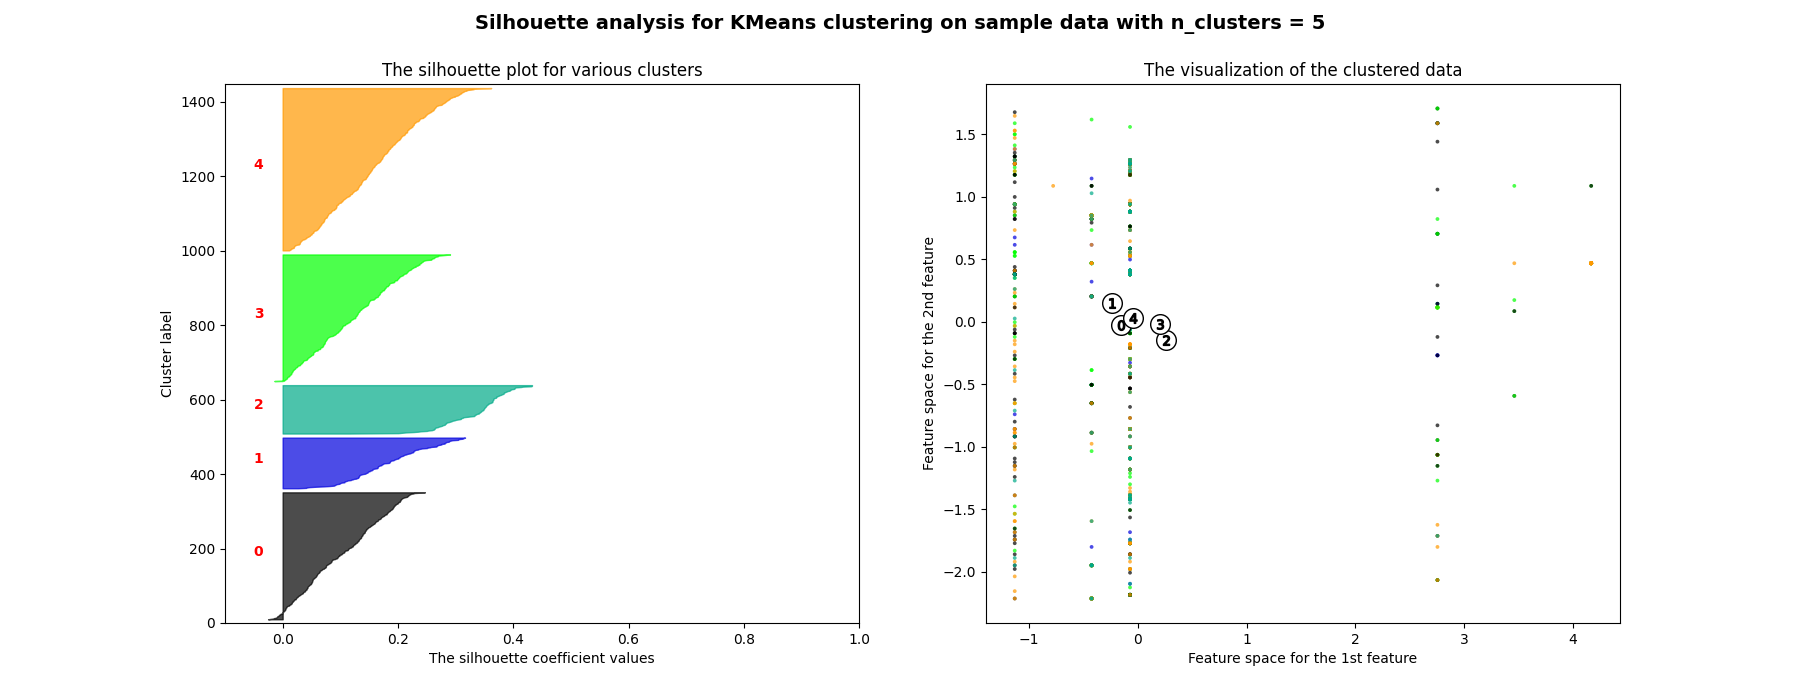 Silhouette analysis for KMeans clustering on sample data with n_clusters = 5
The silhouette plot for various clusters
1400
1200
1000
800
600
400
200
0
Cluster label
4
3
2
1
0
0.0 0.2 0.4 0.6 0.8 1.0
The silhouette coefficient values
The visualization of the clustered data
1.5
1.0
0.5
0.0
−0.5
−1.0
−1.5
−2.0
Feature space for the 2nd feature
1
0 4 3
2
−1 0 1 2 3 4
Feature space for the 1st feature